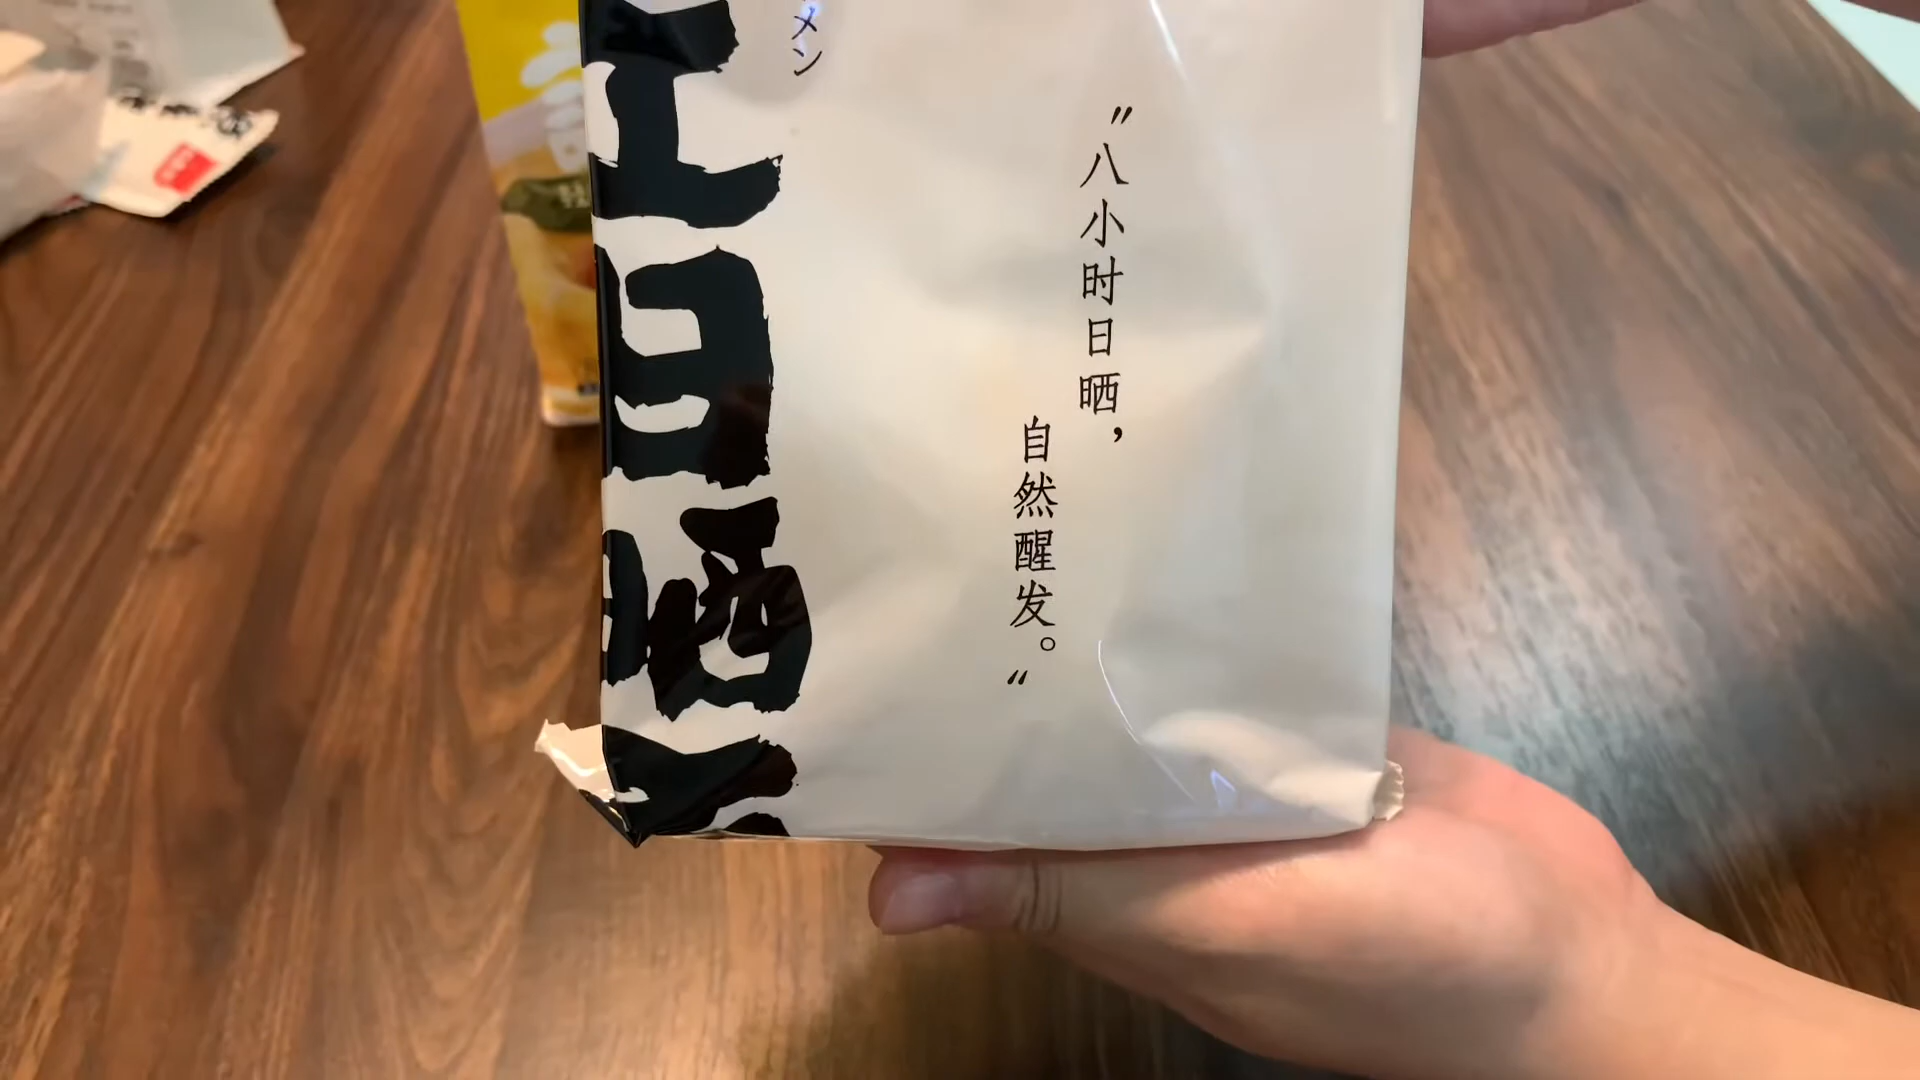 メン
"八小时日晒，
自然醒发。"
日晒